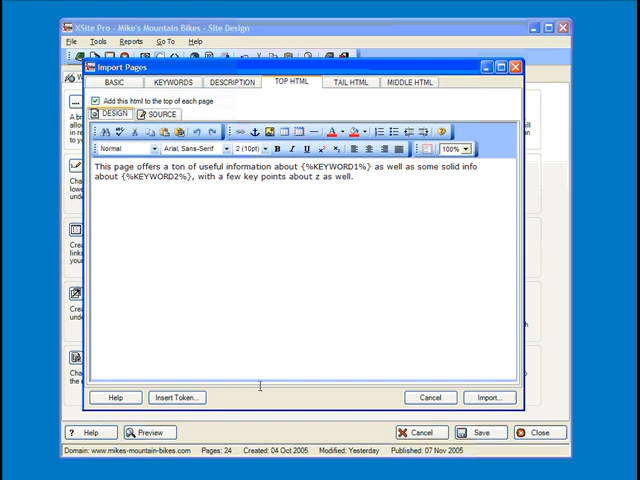 XSite Pro - Mike's Mountain Bikes - Site Design
File Tools Reports Go To Help
Import Pages
BASIC KEYWORDS DESCRIPTION TOP HTML TAIL HTML MIDDLE HTML
Add this html to the top of each page
DESIGN SOURCE
Normal Arial, Sans-Serif 2 (10pt) B I U 100%
This page offers a ton of useful information about {%KEYWORD1%} as well as some solid info
about {%KEYWORD2%}, with a few key points about z as well.
Help Insert Token... Cancel Import...
Help Preview Cancel Save Close
Domain: www.mikes-mountain-bikes.com Pages: 24 Created: 04 Oct 2005 Modified: Yesterday Published: 07 Nov 2005